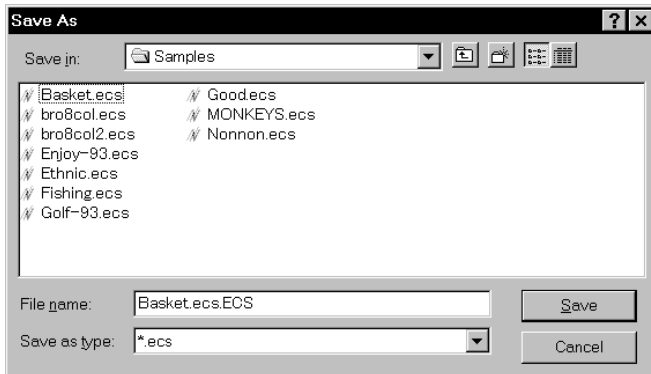 Save As
Save in: Samples
Basket.ecs Good.ecs
bro8col.ecs MONKEYS.ecs
bro8col2.ecs Nonnon.ecs
Enjoy-93.ecs
Ethnic.ecs
Fishing.ecs
Golf-93.ecs
File name: Basket.ecs.ECS Save
Save as type: *.ecs Cancel